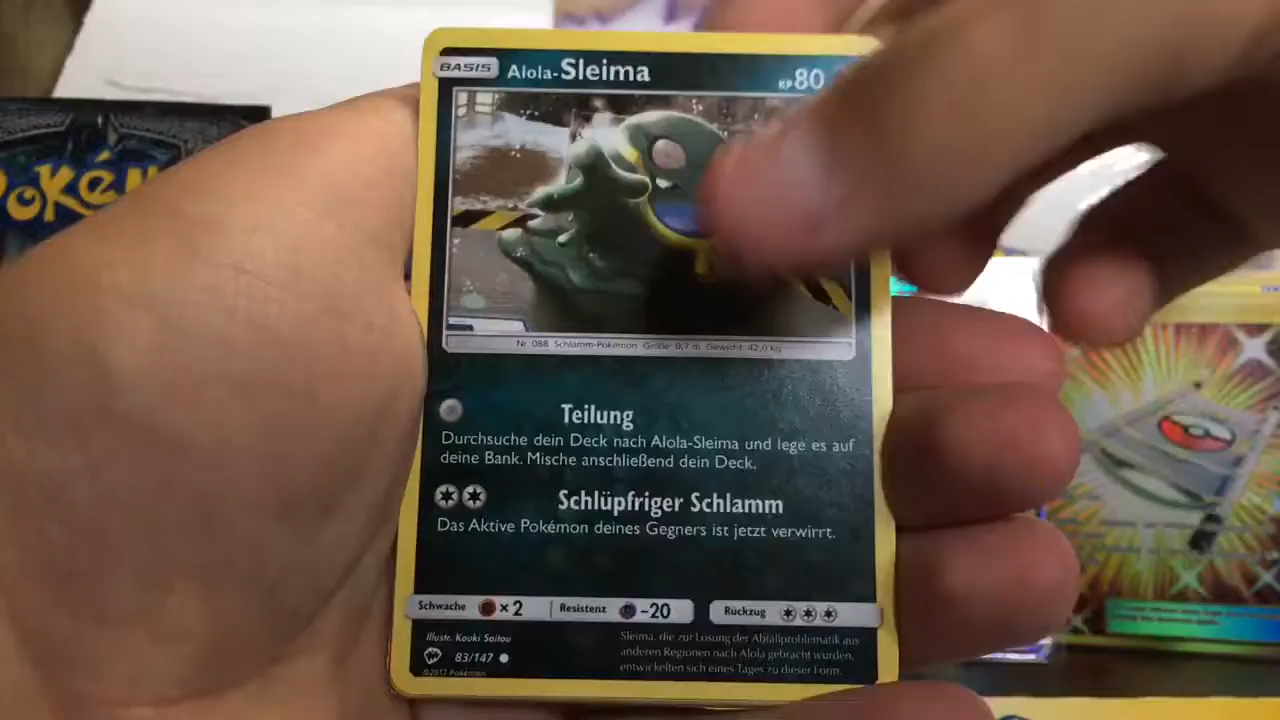 BASIS Alola-Sleima KP80
Nr. 088 Schlamm-Pokémon Größe: 0,7 m Gewicht: 42,0 kg
Teilung
Durchsuche dein Deck nach Alola-Sleima und lege es auf
deine Bank. Mische anschließend dein Deck.
Schlüpfriger Schlamm
Das Aktive Pokémon deines Gegners ist jetzt verwirrt.
Schwache ×2 Resistenz -20 Rückzug
Illustr. Kouki Saitou
83/147
©2017 Pokémon
Sleima, die zur Lösung der Abfallproblematik aus
anderen Regionen nach Alola gebracht wurden,
entwickelten sich eines Tages zu dieser Form.